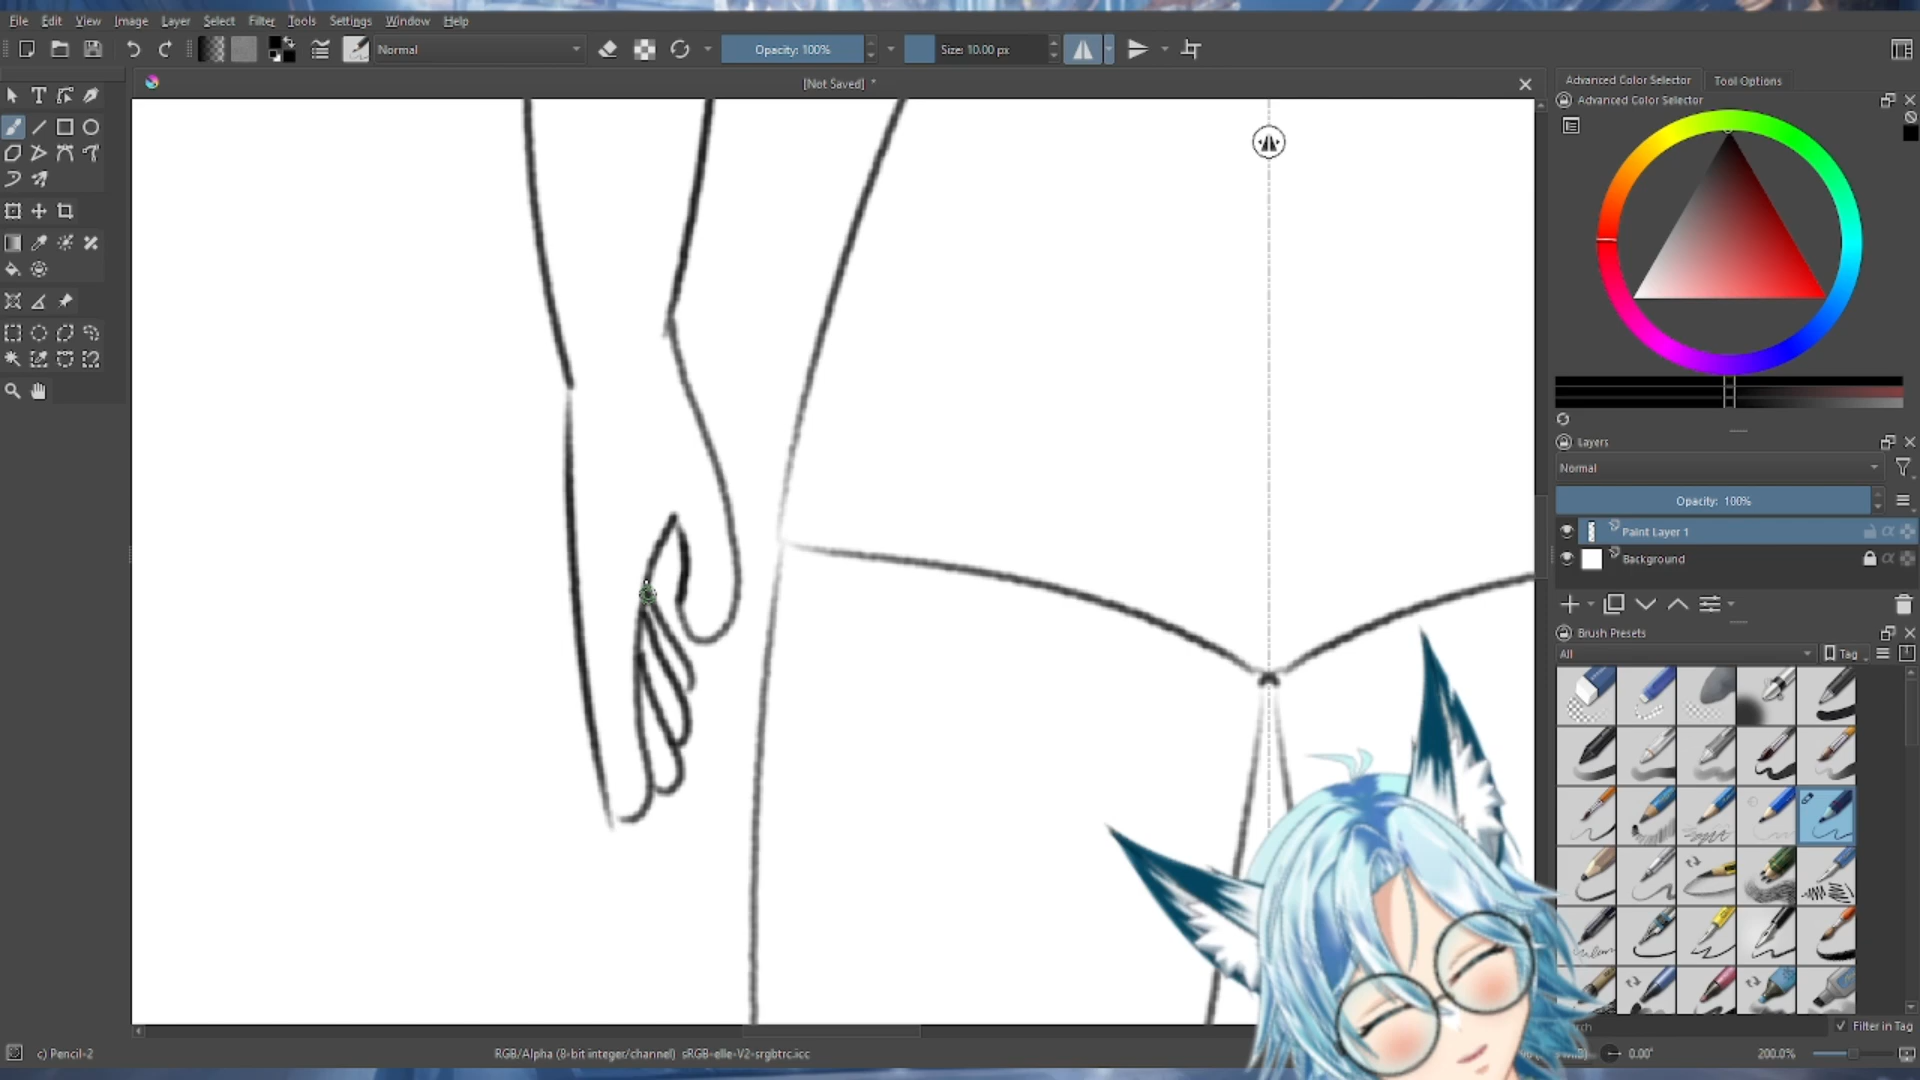 File Edit View Image Layer Select Filter Tools Settings Window Help
Normal Opacity: 100% Size: 10.00 px
[Not Saved] *
Advanced Color Selector Tool Options
Advanced Color Selector
Layers
Normal
Opacity: 100%
Paint Layer 1
Background
Brush Presets
All Tag
Filter in Tag
c) Pencil-2 RGB/Alpha (8-bit integer/channel) sRGB-elle-V2-srgbtrc.icc 0.00° 200.0%